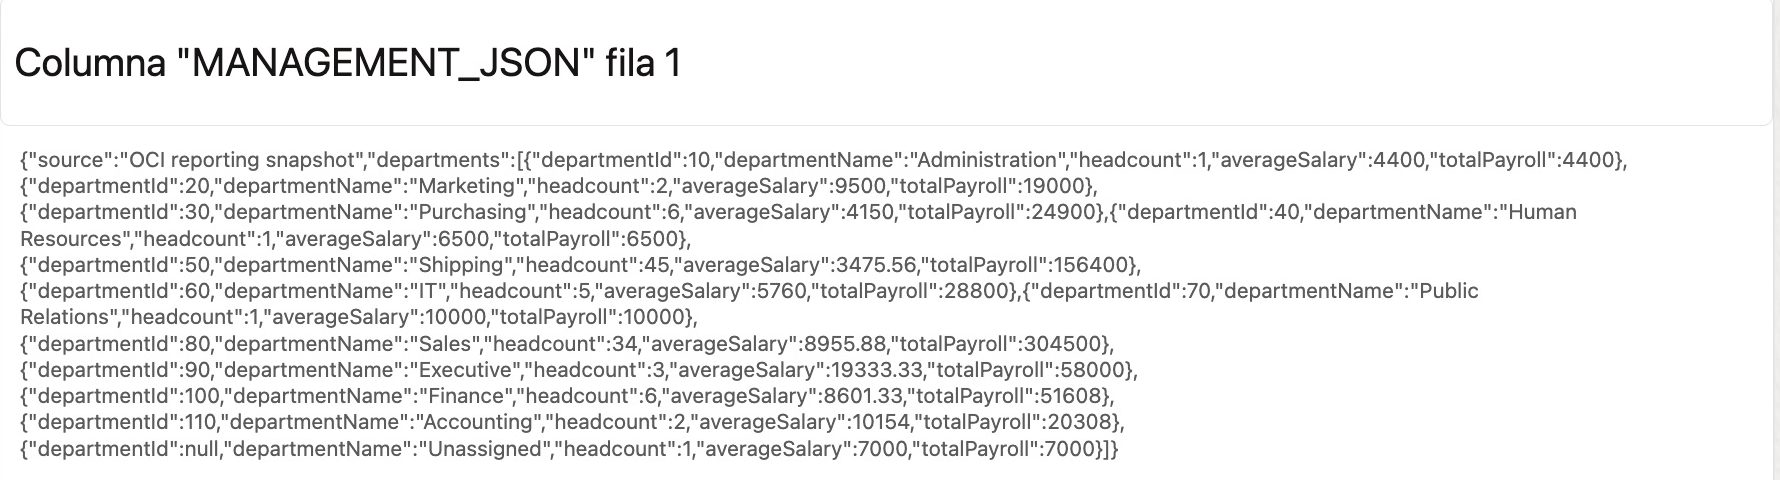 Columna "MANAGEMENT_JSON" fila 1
{"source":"OCI reporting snapshot","departments":[{"departmentId":10,"departmentName":"Administration","headcount":1,"averageSalary":4400,"totalPayroll":4400},
{"departmentId":20,"departmentName":"Marketing","headcount":2,"averageSalary":9500,"totalPayroll":19000},
{"departmentId":30,"departmentName":"Purchasing","headcount":6,"averageSalary":4150,"totalPayroll":24900},{"departmentId":40,"departmentName":"Human
Resources","headcount":1,"averageSalary":6500,"totalPayroll":6500},
{"departmentId":50,"departmentName":"Shipping","headcount":45,"averageSalary":3475.56,"totalPayroll":156400},
{"departmentId":60,"departmentName":"IT","headcount":5,"averageSalary":5760,"totalPayroll":28800},{"departmentId":70,"departmentName":"Public
Relations","headcount":1,"averageSalary":10000,"totalPayroll":10000},
{"departmentId":80,"departmentName":"Sales","headcount":34,"averageSalary":8955.88,"totalPayroll":304500},
{"departmentId":90,"departmentName":"Executive","headcount":3,"averageSalary":19333.33,"totalPayroll":58000},
{"departmentId":100,"departmentName":"Finance","headcount":6,"averageSalary":8601.33,"totalPayroll":51608},
{"departmentId":110,"departmentName":"Accounting","headcount":2,"averageSalary":10154,"totalPayroll":20308},
{"departmentId":null,"departmentName":"Unassigned","headcount":1,"averageSalary":7000,"totalPayroll":7000}]}